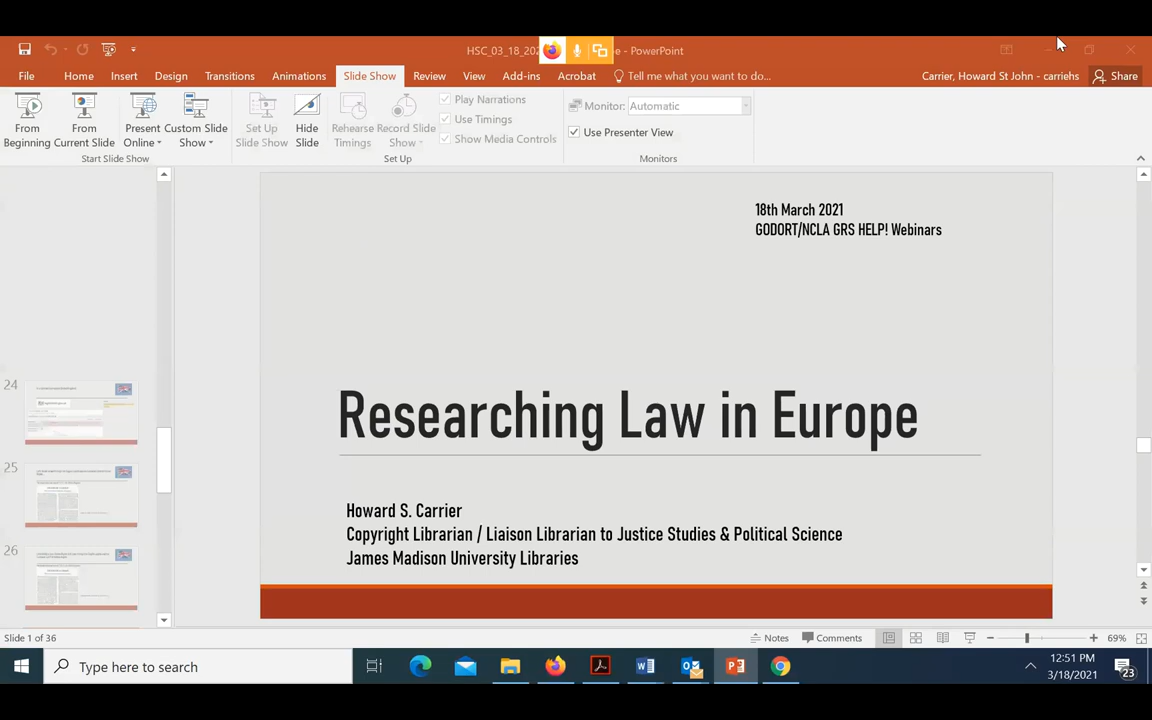 HSC_03_18_202
e - PowerPoint
File
Home
Insert
Design
Transitions
Animations
Slide Show
Review
View
Add-ins
Acrobat
Tell me what you want to do...
Carrier, Howard St John - carriehs
Share
From Beginning
From Current Slide
Present Online
Custom Slide Show
Set Up Slide Show
Hide Slide
Rehearse Timings
Record Slide Show
Play Narrations
Use Timings
Show Media Controls
Monitor:
Automatic
Use Presenter View
Start Slide Show
Set Up
Monitors
24
25
26
18th March 2021
GODORT/NCLA GRS HELP! Webinars
Researching Law in Europe
Howard S. Carrier
Copyright Librarian / Liaison Librarian to Justice Studies & Political Science
James Madison University Libraries
Slide 1 of 36
Notes
Comments
69%
Type here to search
12:51 PM
3/18/2021
23